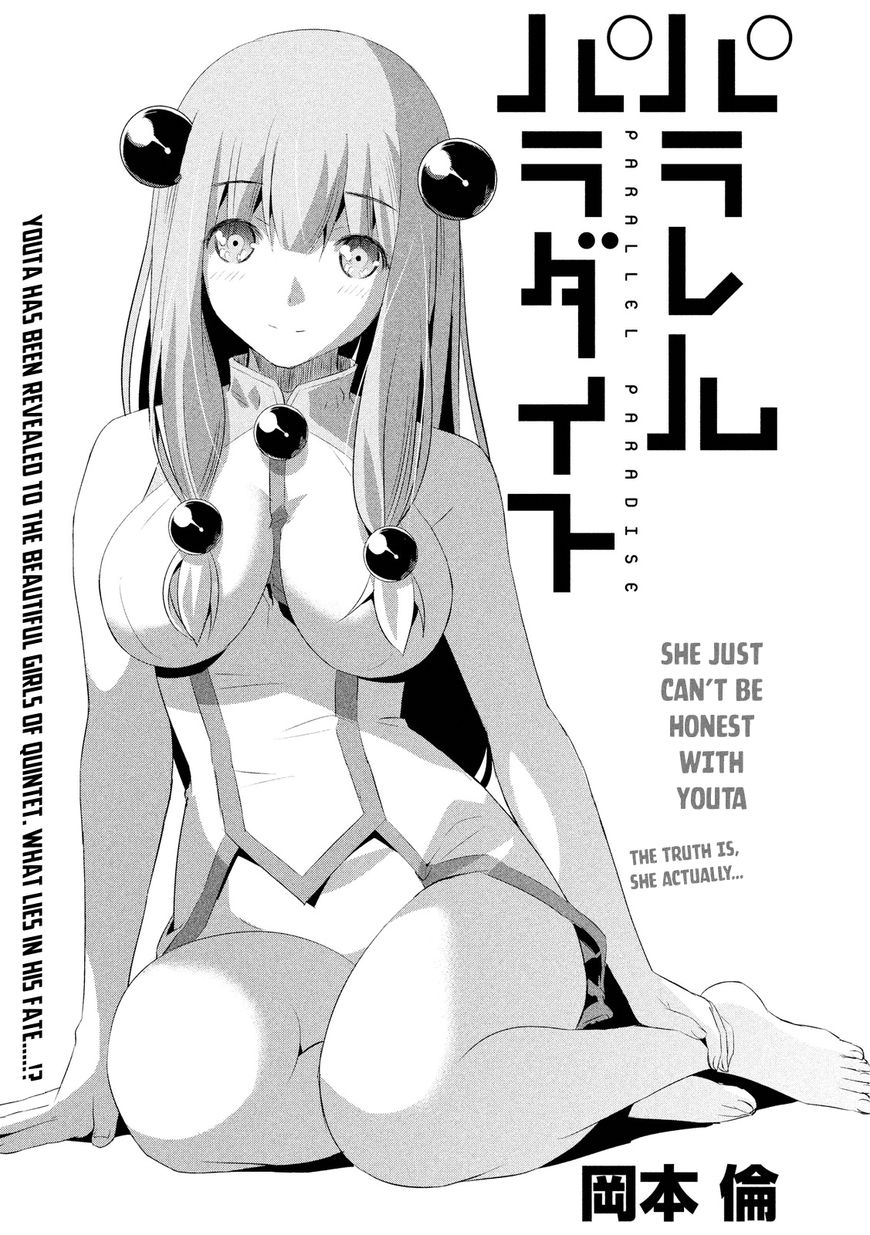 パラレル
パラダイス
PARALLEL PARADISE
SHE JUST
CAN'T BE
HONEST
WITH
YOUTA
THE TRUTH IS,
SHE ACTUALLY...
YOUTA HAS BEEN REVEALED TO THE BEAUTIFUL GIRLS OF QUINTET. WHAT LIES IN HIS FATE.....!?
岡本 倫